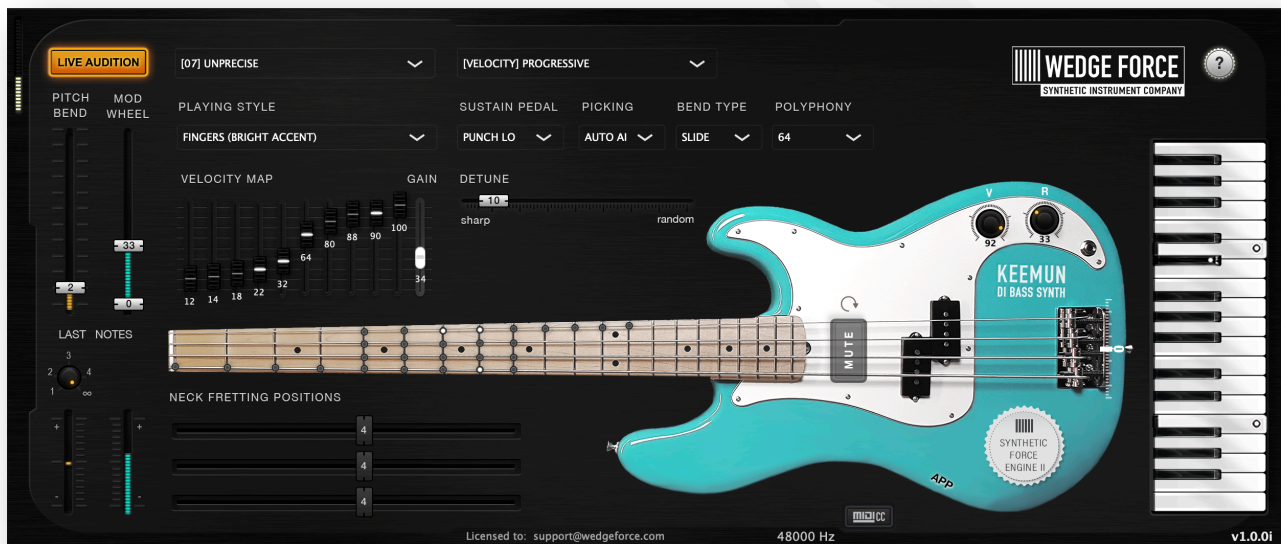 LIVE AUDITION
[07] UNPRECISE
[VELOCITY] PROGRESSIVE
WEDGE FORCE
SYNTHETIC INSTRUMENT COMPANY
?
PITCH BEND
MOD WHEEL
PLAYING STYLE
SUSTAIN PEDAL
PICKING
BEND TYPE
POLYPHONY
FINGERS (BRIGHT ACCENT)
PUNCH LO
AUTO AI
SLIDE
64
VELOCITY MAP
GAIN
DETUNE
10
sharp
random
12
14
18
22
32
64
80
88
90
100
34
33
2
0
V
R
92
33
KEEMUN
DI BASS SYNTH
MUTE
0
LAST NOTES
1
2
3
4
∞
NECK FRETTING POSITIONS
4
4
4
+
-
+
-
SYNTHETIC
FORCE
ENGINE II
APP
MIDI CC
Licensed to: support@wedgeforce.com
48000 Hz
v1.0.0i